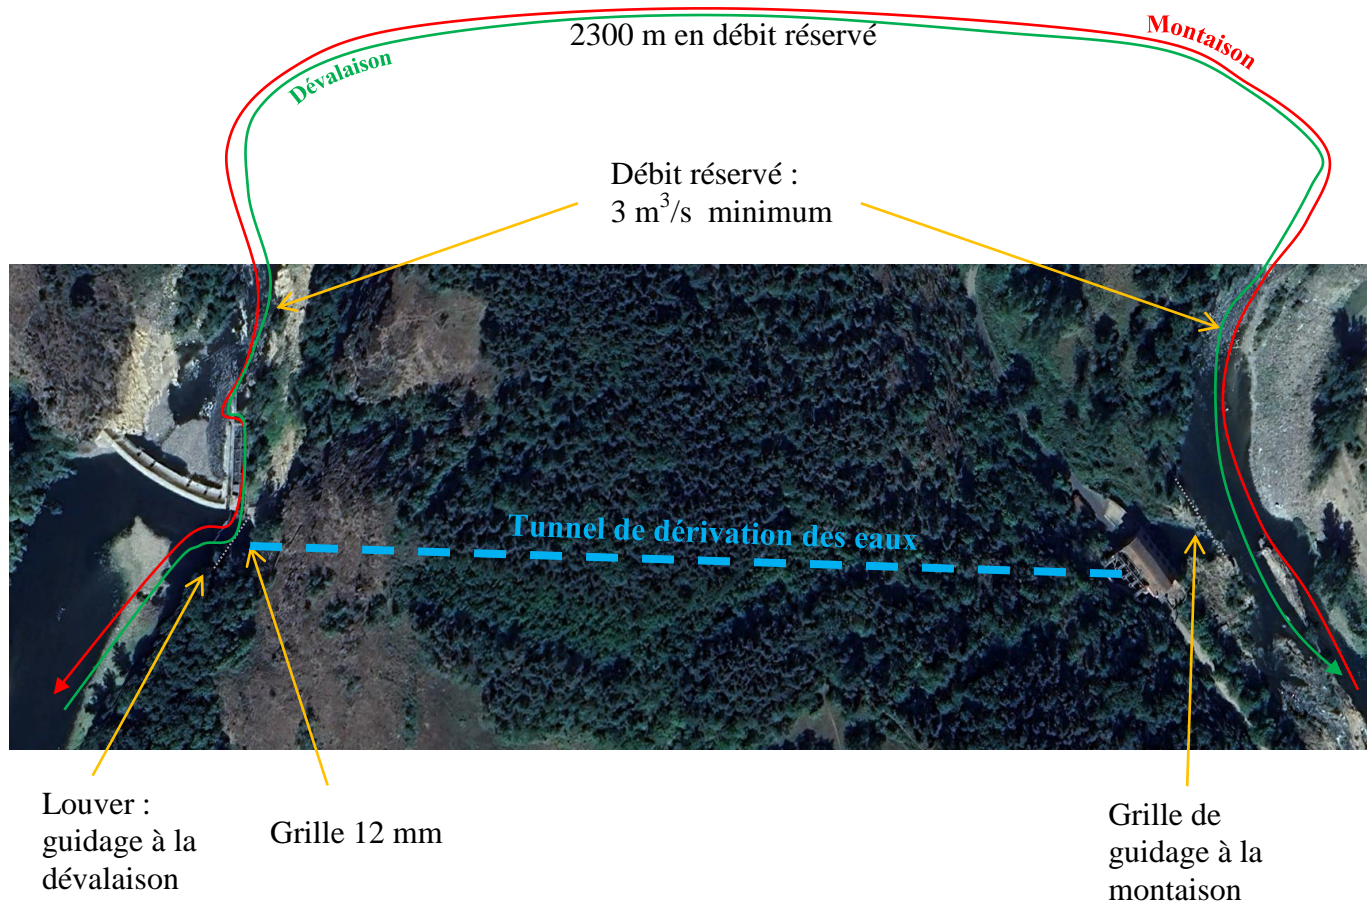 2300 m en débit réservé
Montaison
Dévalaison
Débit réservé :
3 m³/s minimum
Tunnel de dérivation des eaux
Louver :
guidage à la
dévalaison
Grille 12 mm
Grille de
guidage à la
montaison